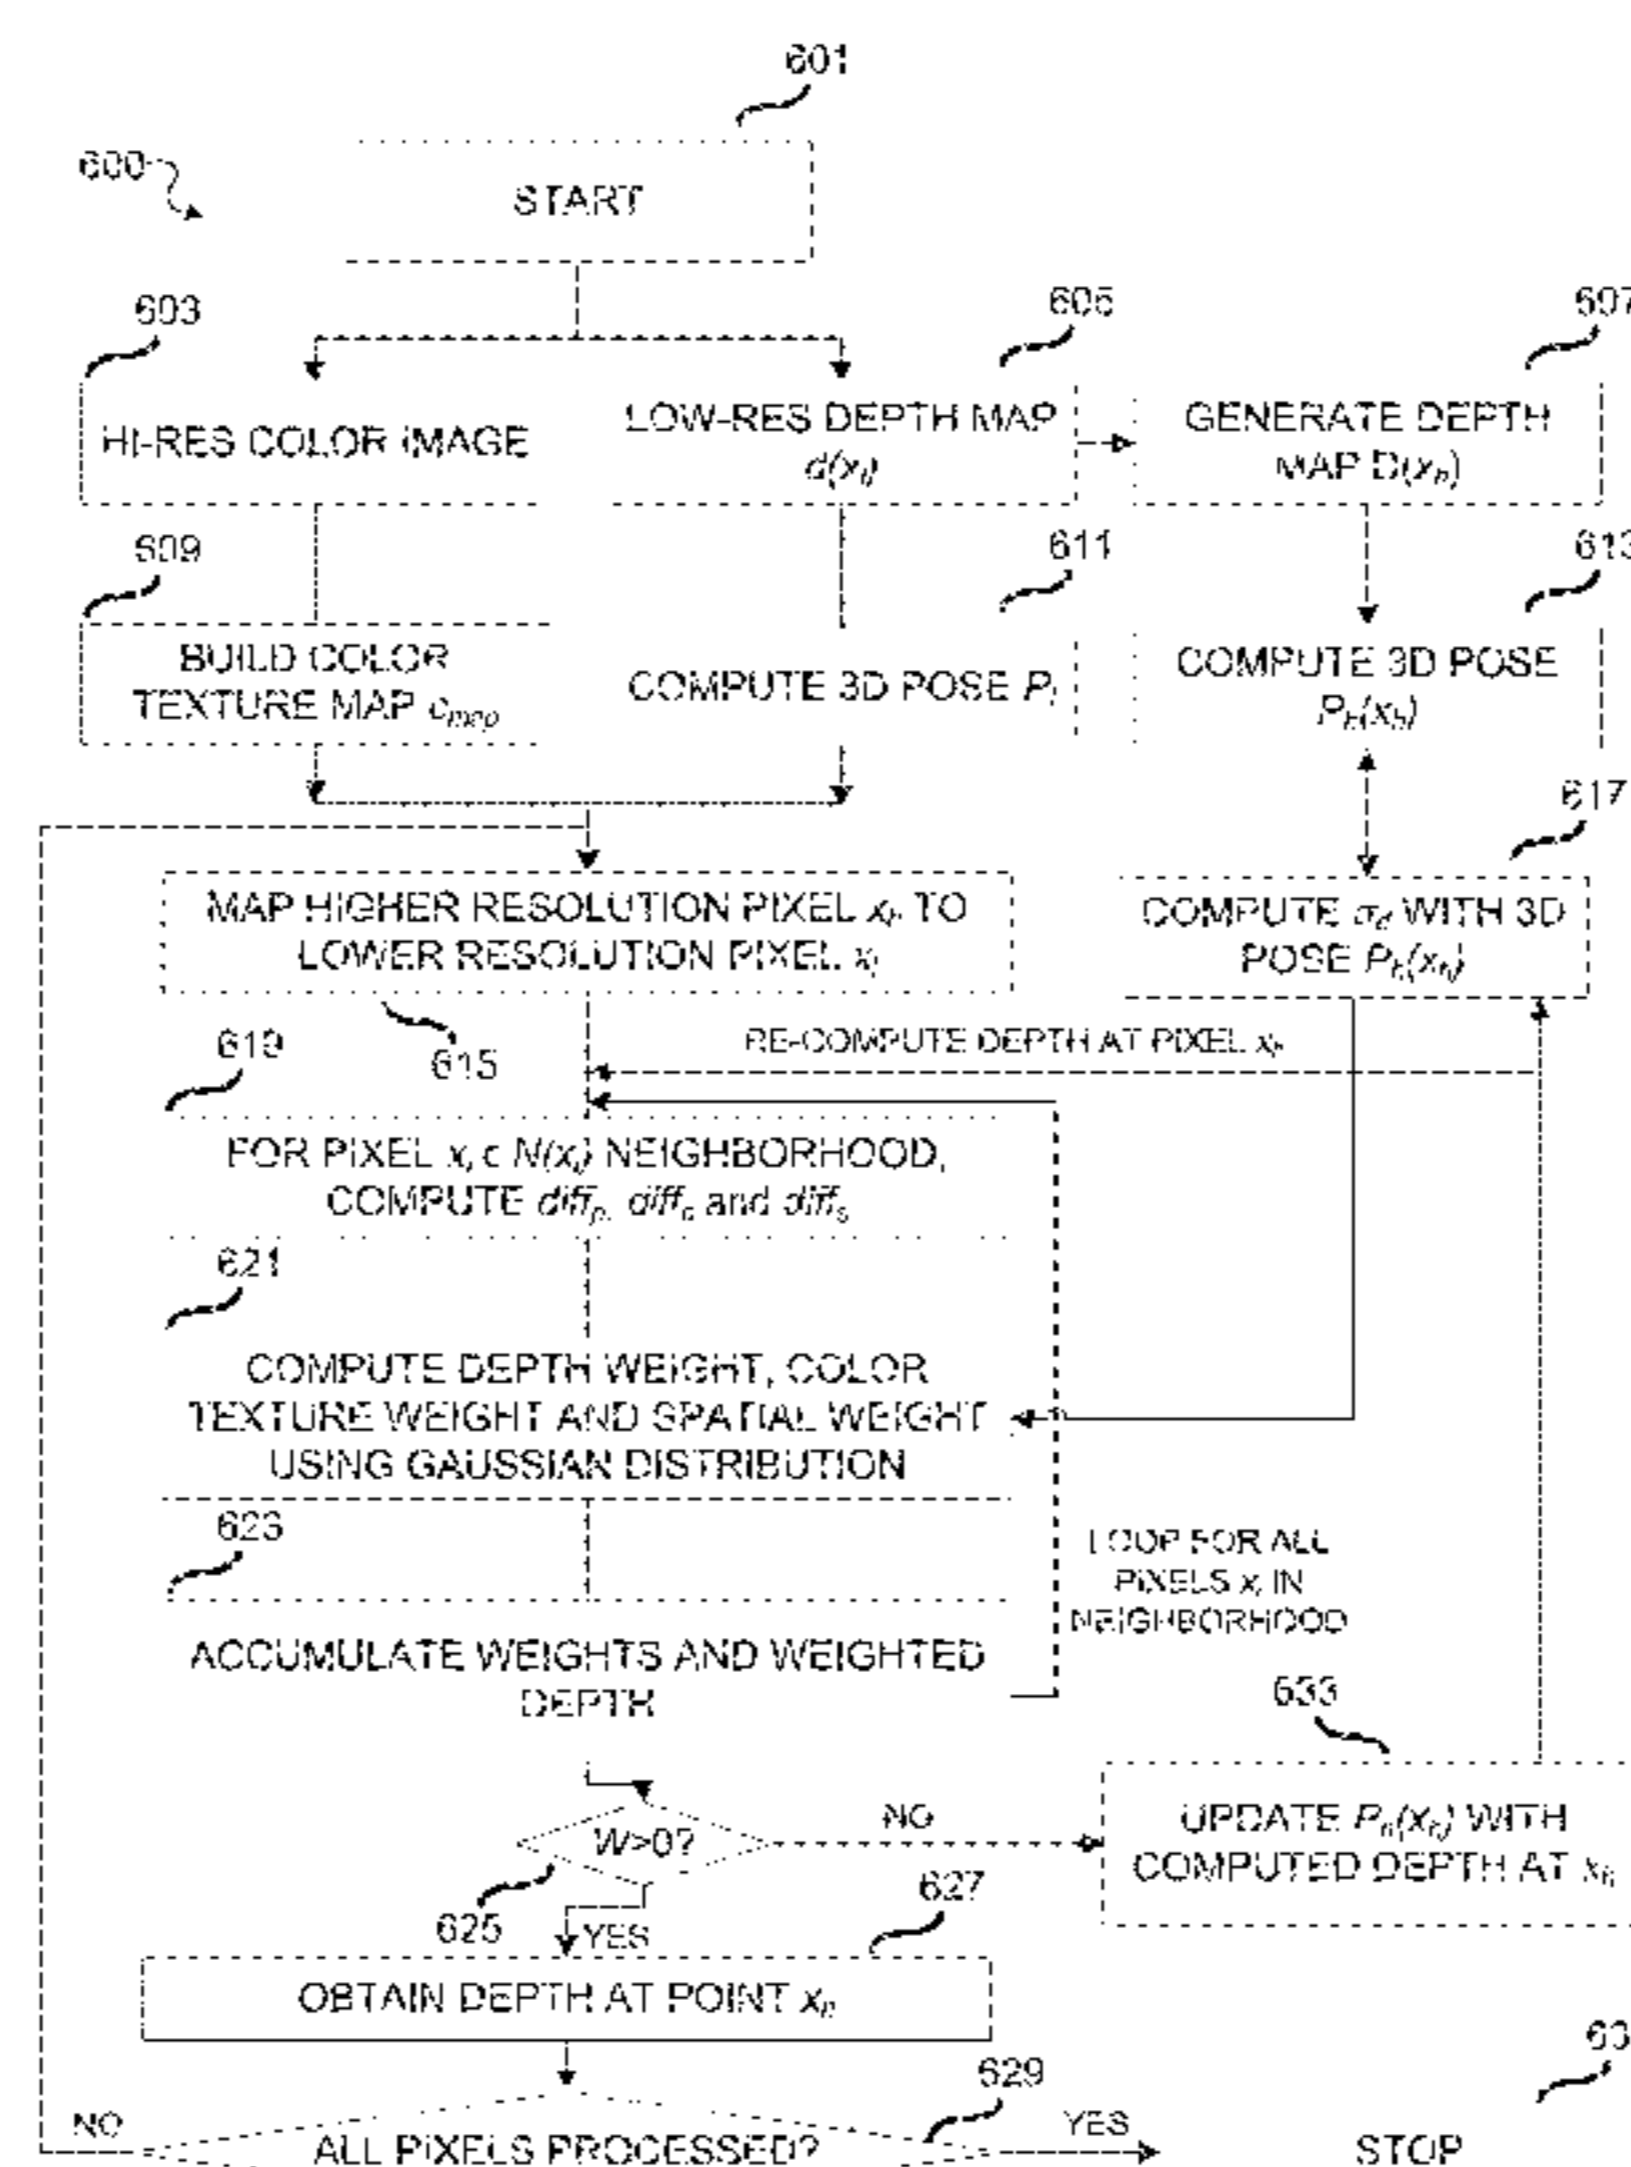 601
600
START
603
605
607
HI-RES COLOR IMAGE
LOW-RES DEPTH MAP
d(xₗ)
GENERATE DEPTH
MAP D(xₕ)
609
611
613
BUILD COLOR
TEXTURE MAP c_map
COMPUTE 3D POSE Pₗ
COMPUTE 3D POSE
Pₕ(xₕ)
617
MAP HIGHER RESOLUTION PIXEL xₕ TO
LOWER RESOLUTION PIXEL xₗ
COMPUTE σ_d WITH 3D
POSE Pₕ(xₕ)
615
RE-COMPUTE DEPTH AT PIXEL xₕ
619
FOR PIXEL xᵢ ϵ N(xₗ) NEIGHBORHOOD,
COMPUTE diffₚ, diff_c and diffₛ
621
COMPUTE DEPTH WEIGHT, COLOR
TEXTURE WEIGHT AND SPATIAL WEIGHT
USING GAUSSIAN DISTRIBUTION
623
LOOP FOR ALL
PIXELS xᵢ IN
NEIGHBORHOOD
ACCUMULATE WEIGHTS AND WEIGHTED
DEPTH
633
W>0?
NO
UPDATE Pₕ(xₕ) WITH
COMPUTED DEPTH AT xₕ
625
YES
627
OBTAIN DEPTH AT POINT xₕ
629
63
NO
ALL PIXELS PROCESSED?
YES
STOP